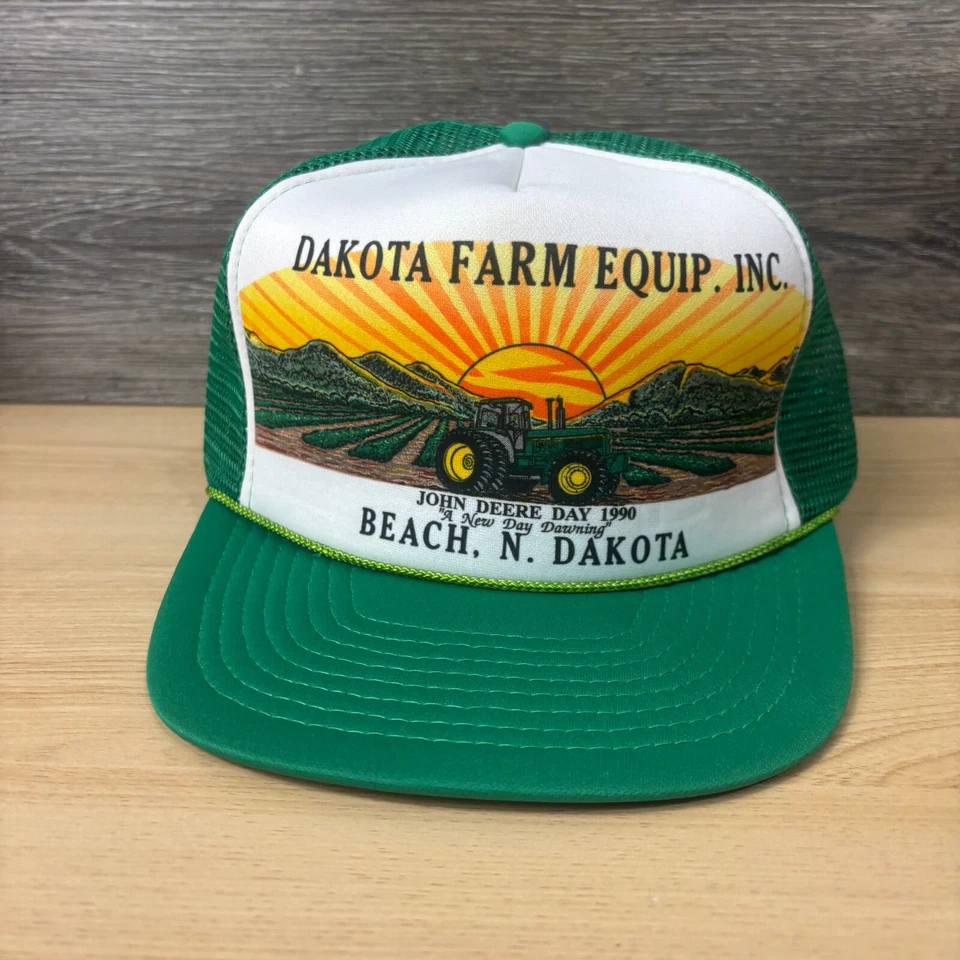 DAKOTA FARM EQUIP. INC.
JOHN DEERE DAY 1990
"A New Day Dawning"
BEACH, N. DAKOTA